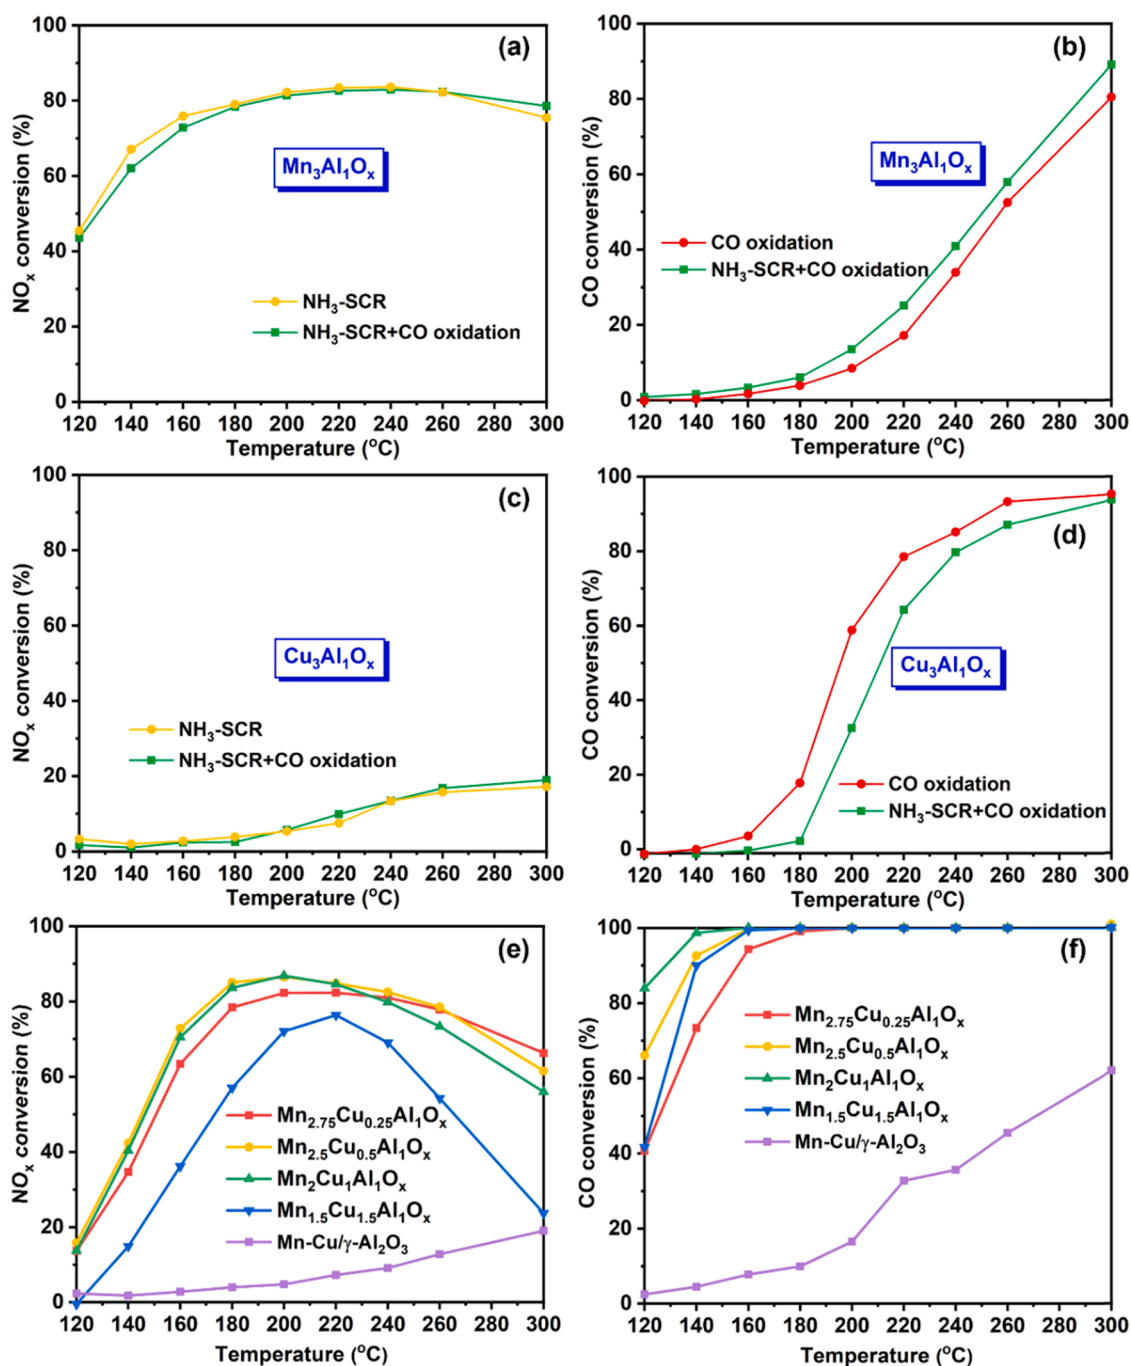 (a)
NOx conversion (%)
100
80
60
40
20
0
Mn3Al1Ox
NH3-SCR
NH3-SCR+CO oxidation
120 140 160 180 200 220 240 260 280 300
Temperature (°C)
(b)
CO conversion (%)
100
80
60
40
20
0
Mn3Al1Ox
CO oxidation
NH3-SCR+CO oxidation
120 140 160 180 200 220 240 260 280 300
Temperature (°C)
(c)
NOx conversion (%)
100
80
60
40
20
0
Cu3Al1Ox
NH3-SCR
NH3-SCR+CO oxidation
120 140 160 180 200 220 240 260 280 300
Temperature (°C)
(d)
CO conversion (%)
100
80
60
40
20
0
Cu3Al1Ox
CO oxidation
NH3-SCR+CO oxidation
120 140 160 180 200 220 240 260 280 300
Temperature (°C)
(e)
NOx conversion (%)
100
80
60
40
20
0
Mn2.75Cu0.25Al1Ox
Mn2.5Cu0.5Al1Ox
Mn2Cu1Al1Ox
Mn1.5Cu1.5Al1Ox
Mn-Cu/γ-Al2O3
120 140 160 180 200 220 240 260 280 300
Temperature (°C)
(f)
CO conversion (%)
100
80
60
40
20
0
Mn2.75Cu0.25Al1Ox
Mn2.5Cu0.5Al1Ox
Mn2Cu1Al1Ox
Mn1.5Cu1.5Al1Ox
Mn-Cu/γ-Al2O3
120 140 160 180 200 220 240 260 280 300
Temperature (°C)